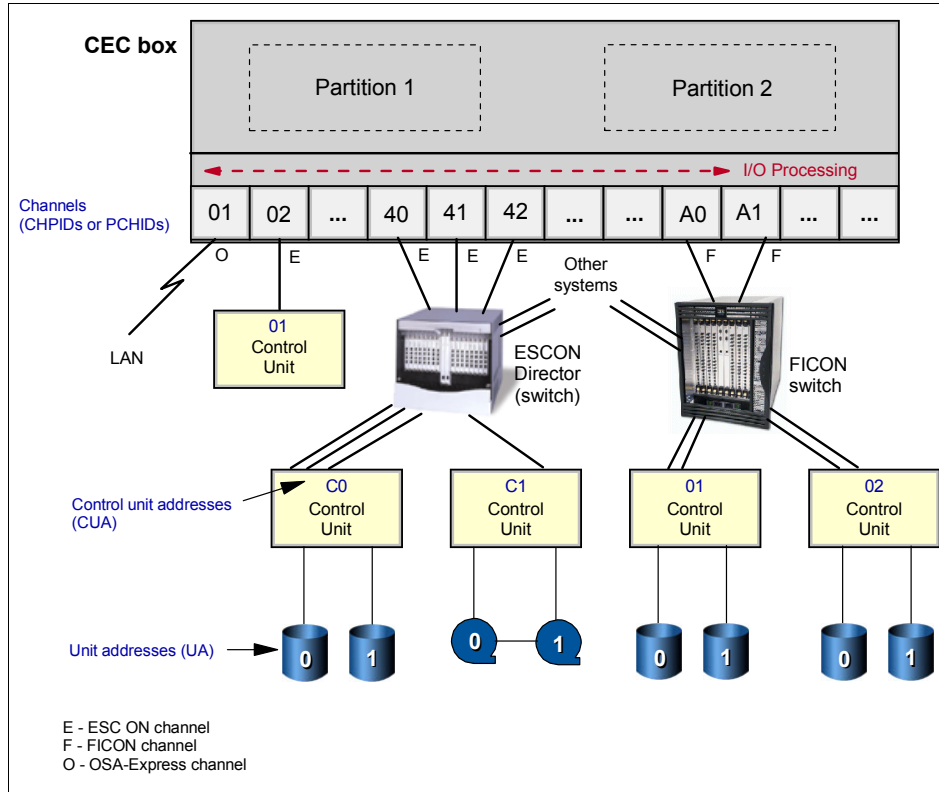 CEC box
Partition 1
Partition 2
I/O Processing
Channels
(CHPIDs or PCHIDs)
01
02
...
40
41
42
...
...
A0
A1
...
...
O
E
E
E
E
F
F
Other
systems
LAN
01
Control
Unit
ESCON
Director
(switch)
FICON
switch
Control unit addresses
(CUA)
C0
Control
Unit
C1
Control
Unit
01
Control
Unit
02
Control
Unit
Unit addresses (UA)
0
1
0
1
0
1
0
1
E - ESC ON channel
F - FICON channel
O - OSA-Express channel